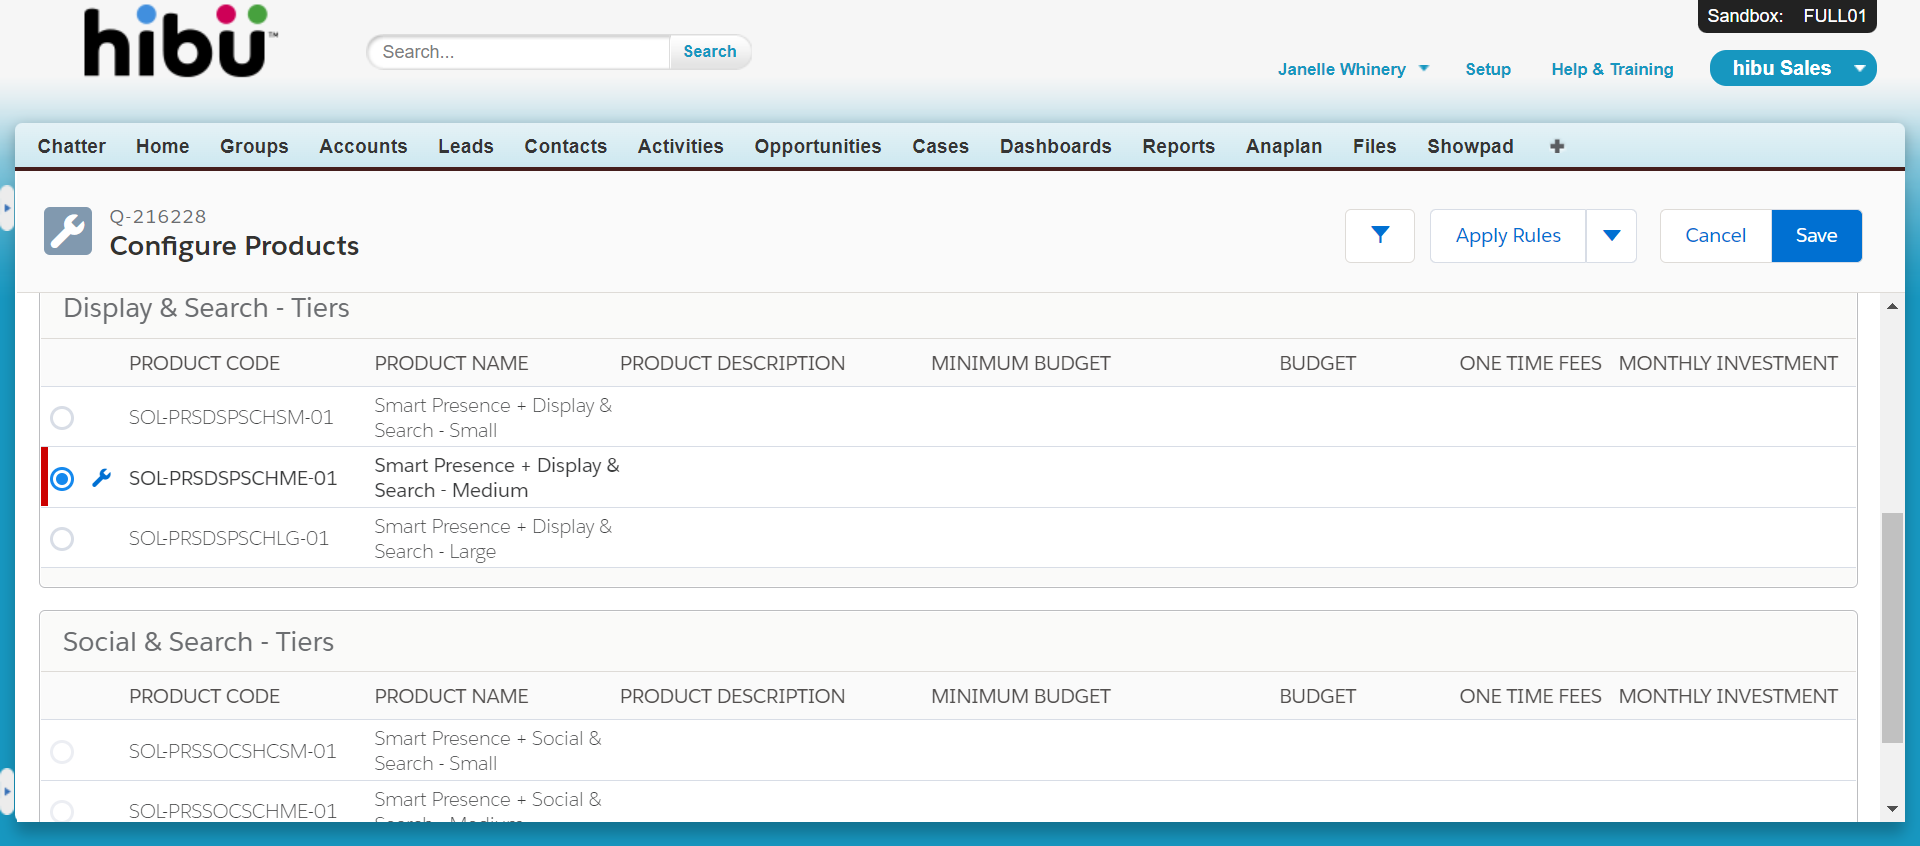 hibu™
Search...
Search
Sandbox: FULL01
Janelle Whinery
Setup
Help & Training
hibu Sales
Chatter Home Groups Accounts Leads Contacts Activities Opportunities Cases Dashboards Reports Anaplan Files Showpad
Q-216228
Configure Products
Apply Rules
Cancel
Save
Display & Search - Tiers
PRODUCT CODE PRODUCT NAME PRODUCT DESCRIPTION MINIMUM BUDGET BUDGET ONE TIME FEES MONTHLY INVESTMENT
SOL-PRSDSPSCHSM-01
Smart Presence + Display &
Search - Small
SOL-PRSDSPSCHME-01
Smart Presence + Display &
Search - Medium
SOL-PRSDSPSCHLG-01
Smart Presence + Display &
Search - Large
Social & Search - Tiers
PRODUCT CODE PRODUCT NAME PRODUCT DESCRIPTION MINIMUM BUDGET BUDGET ONE TIME FEES MONTHLY INVESTMENT
SOL-PRSSOCSHCSM-01
Smart Presence + Social &
Search - Small
SOL-PRSSOCSCHME-01
Smart Presence + Social &
Search - Medium